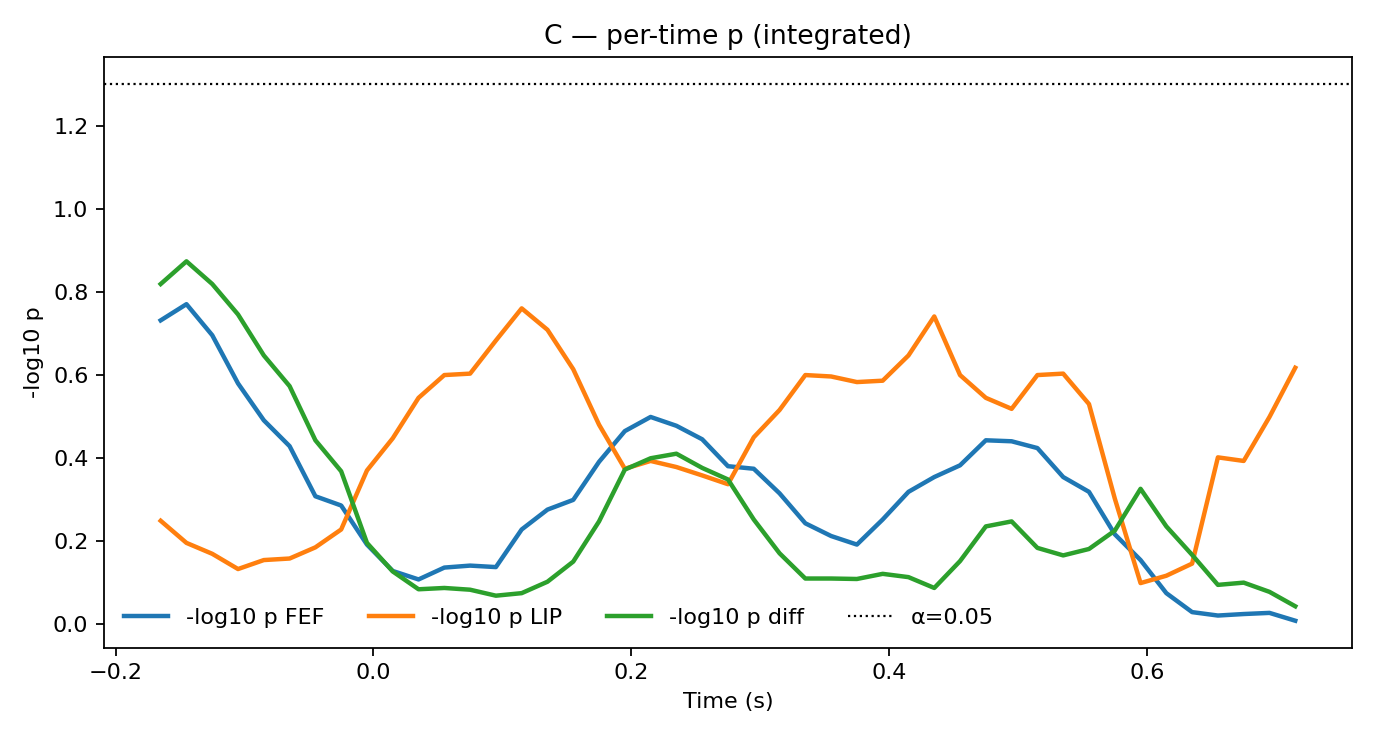 C — per-time p (integrated)
-log10 p
1.2
1.0
0.8
0.6
0.4
0.2
0.0
-log10 p FEF
-log10 p LIP
-log10 p diff
α=0.05
−0.2
0.0
0.2
0.4
0.6
Time (s)